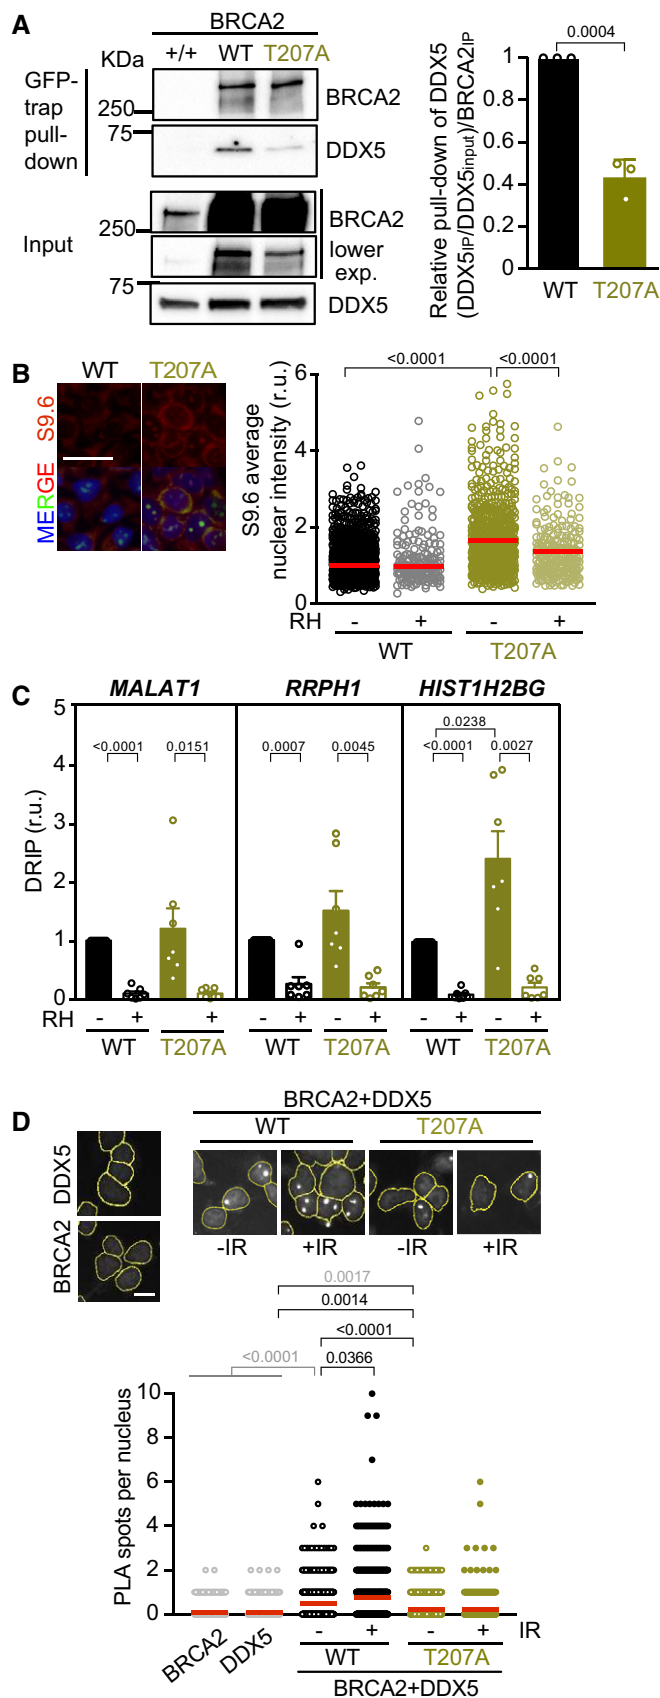 A
BRCA2
KDa
+/+ WT T207A
GFP-
trap
pull-
down
250
BRCA2
75
DDX5
Input
250
BRCA2
lower
exp.
75
DDX5
Relative pull-down of DDX5
(DDX5IP/DDX5input)/BRCA2IP
0.0004
1
0.8
0.6
0.4
0.2
0
WT T207A
B
WT T207A
S9.6
MERGE
S9.6 average
nuclear intensity (r.u.)
<0.0001 <0.0001
6
4
2
0
RH - + - +
WT T207A
C
MALAT1 RRPH1 HIST1H2BG
DRIP (r.u.)
5
4
3
2
1
0
<0.0001 0.0151 0.0007 0.0045 0.0238 <0.0001 0.0027
RH - + - + - + - +
WT T207A WT T207A WT T207A
D
BRCA2+DDX5
WT T207A
DDX5
BRCA2
-IR +IR -IR +IR
0.0017
0.0014
<0.0001
<0.0001 0.0366
PLA spots per nucleus
10
8
6
4
2
0
BRCA2 DDX5 - + - + IR
WT T207A
BRCA2+DDX5